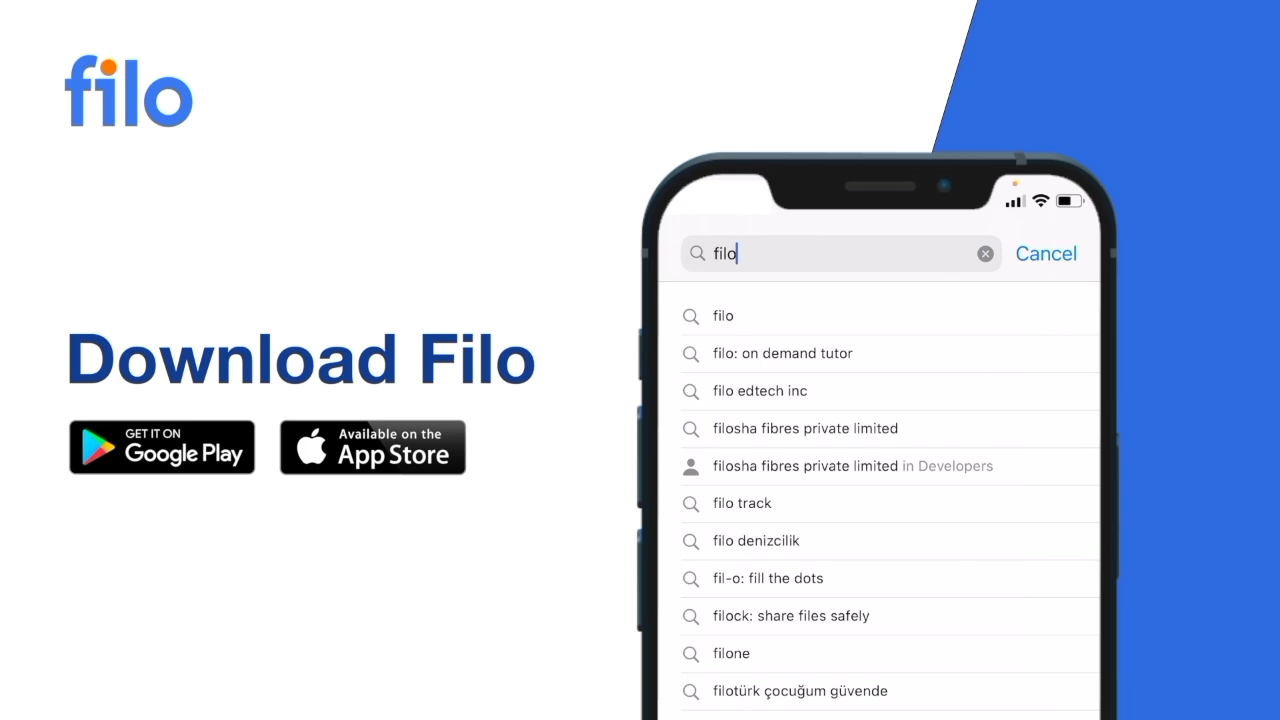 filo
Download Filo
GET IT ON
Google Play
Available on the
App Store
filo
Cancel
filo
filo: on demand tutor
filo edtech inc
filosha fibres private limited
filosha fibres private limited in Developers
filo track
filo denizcilik
fil-o: fill the dots
filock: share files safely
filone
filotürk çocuğum güvende